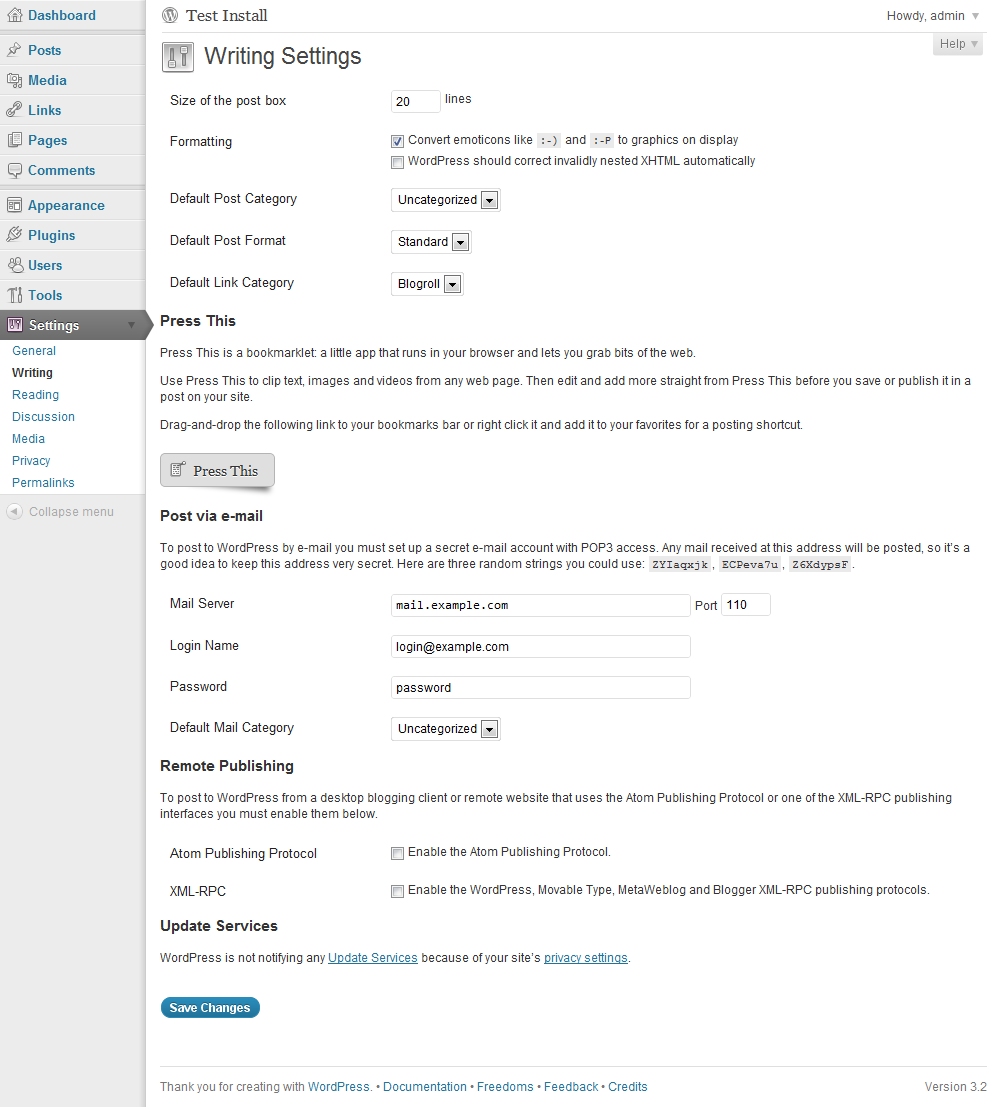 Dashboard
Posts
Media
Links
Pages
Comments
Appearance
Plugins
Users
Tools
Settings
General
Writing
Reading
Discussion
Media
Privacy
Permalinks
Collapse menu
Test Install
Howdy, admin
Help
Writing Settings
Size of the post box 20 lines
Formatting Convert emoticons like :-) and :-P to graphics on display
WordPress should correct invalidly nested XHTML automatically
Default Post Category Uncategorized
Default Post Format Standard
Default Link Category Blogroll
Press This
Press This is a bookmarklet: a little app that runs in your browser and lets you grab bits of the web.
Use Press This to clip text, images and videos from any web page. Then edit and add more straight from Press This before you save or publish it in a
post on your site.
Drag-and-drop the following link to your bookmarks bar or right click it and add it to your favorites for a posting shortcut.
Press This
Post via e-mail
To post to WordPress by e-mail you must set up a secret e-mail account with POP3 access. Any mail received at this address will be posted, so it's a
good idea to keep this address very secret. Here are three random strings you could use: ZYIaqxjk, ECPeva7u, Z6XdypsF.
Mail Server mail.example.com Port 110
Login Name login@example.com
Password password
Default Mail Category Uncategorized
Remote Publishing
To post to WordPress from a desktop blogging client or remote website that uses the Atom Publishing Protocol or one of the XML-RPC publishing
interfaces you must enable them below.
Atom Publishing Protocol Enable the Atom Publishing Protocol.
XML-RPC Enable the WordPress, Movable Type, MetaWeblog and Blogger XML-RPC publishing protocols.
Update Services
WordPress is not notifying any Update Services because of your site's privacy settings.
Save Changes
Thank you for creating with WordPress. • Documentation • Freedoms • Feedback • Credits
Version 3.2